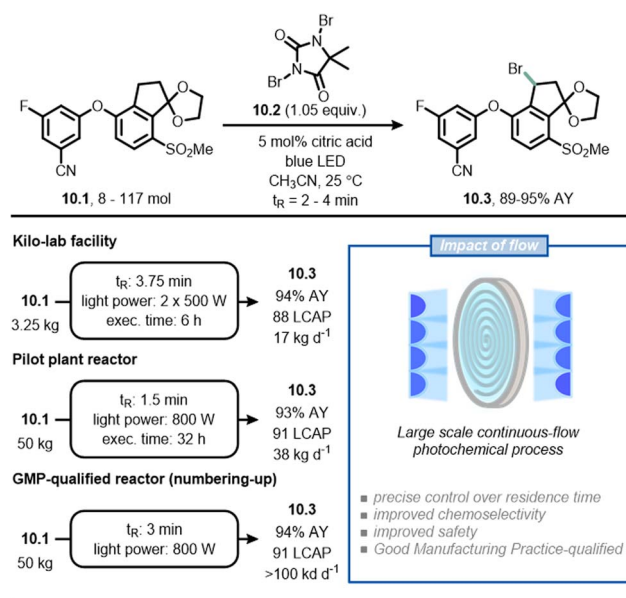 F
O
CN
O
O
SO₂Me
10.1, 8 - 117 mol
Br
O
N
N
Br
O
10.2 (1.05 equiv.)
5 mol% citric acid
blue LED
CH₃CN, 25 °C
tR = 2 - 4 min
Br
F
O
CN
O
O
SO₂Me
10.3, 89-95% AY
Kilo-lab facility
10.1
3.25 kg
tR: 3.75 min
light power: 2 x 500 W
exec. time: 6 h
10.3
94% AY
88 LCAP
17 kg d⁻¹
Pilot plant reactor
10.1
50 kg
tR: 1.5 min
light power: 800 W
exec. time: 32 h
10.3
93% AY
91 LCAP
38 kg d⁻¹
GMP-qualified reactor (numbering-up)
10.1
50 kg
tR: 3 min
light power: 800 W
10.3
94% AY
91 LCAP
>100 kd d⁻¹
Impact of flow
Large scale continuous-flow
photochemical process
precise control over residence time
improved chemoselectivity
improved safety
Good Manufacturing Practice-qualified